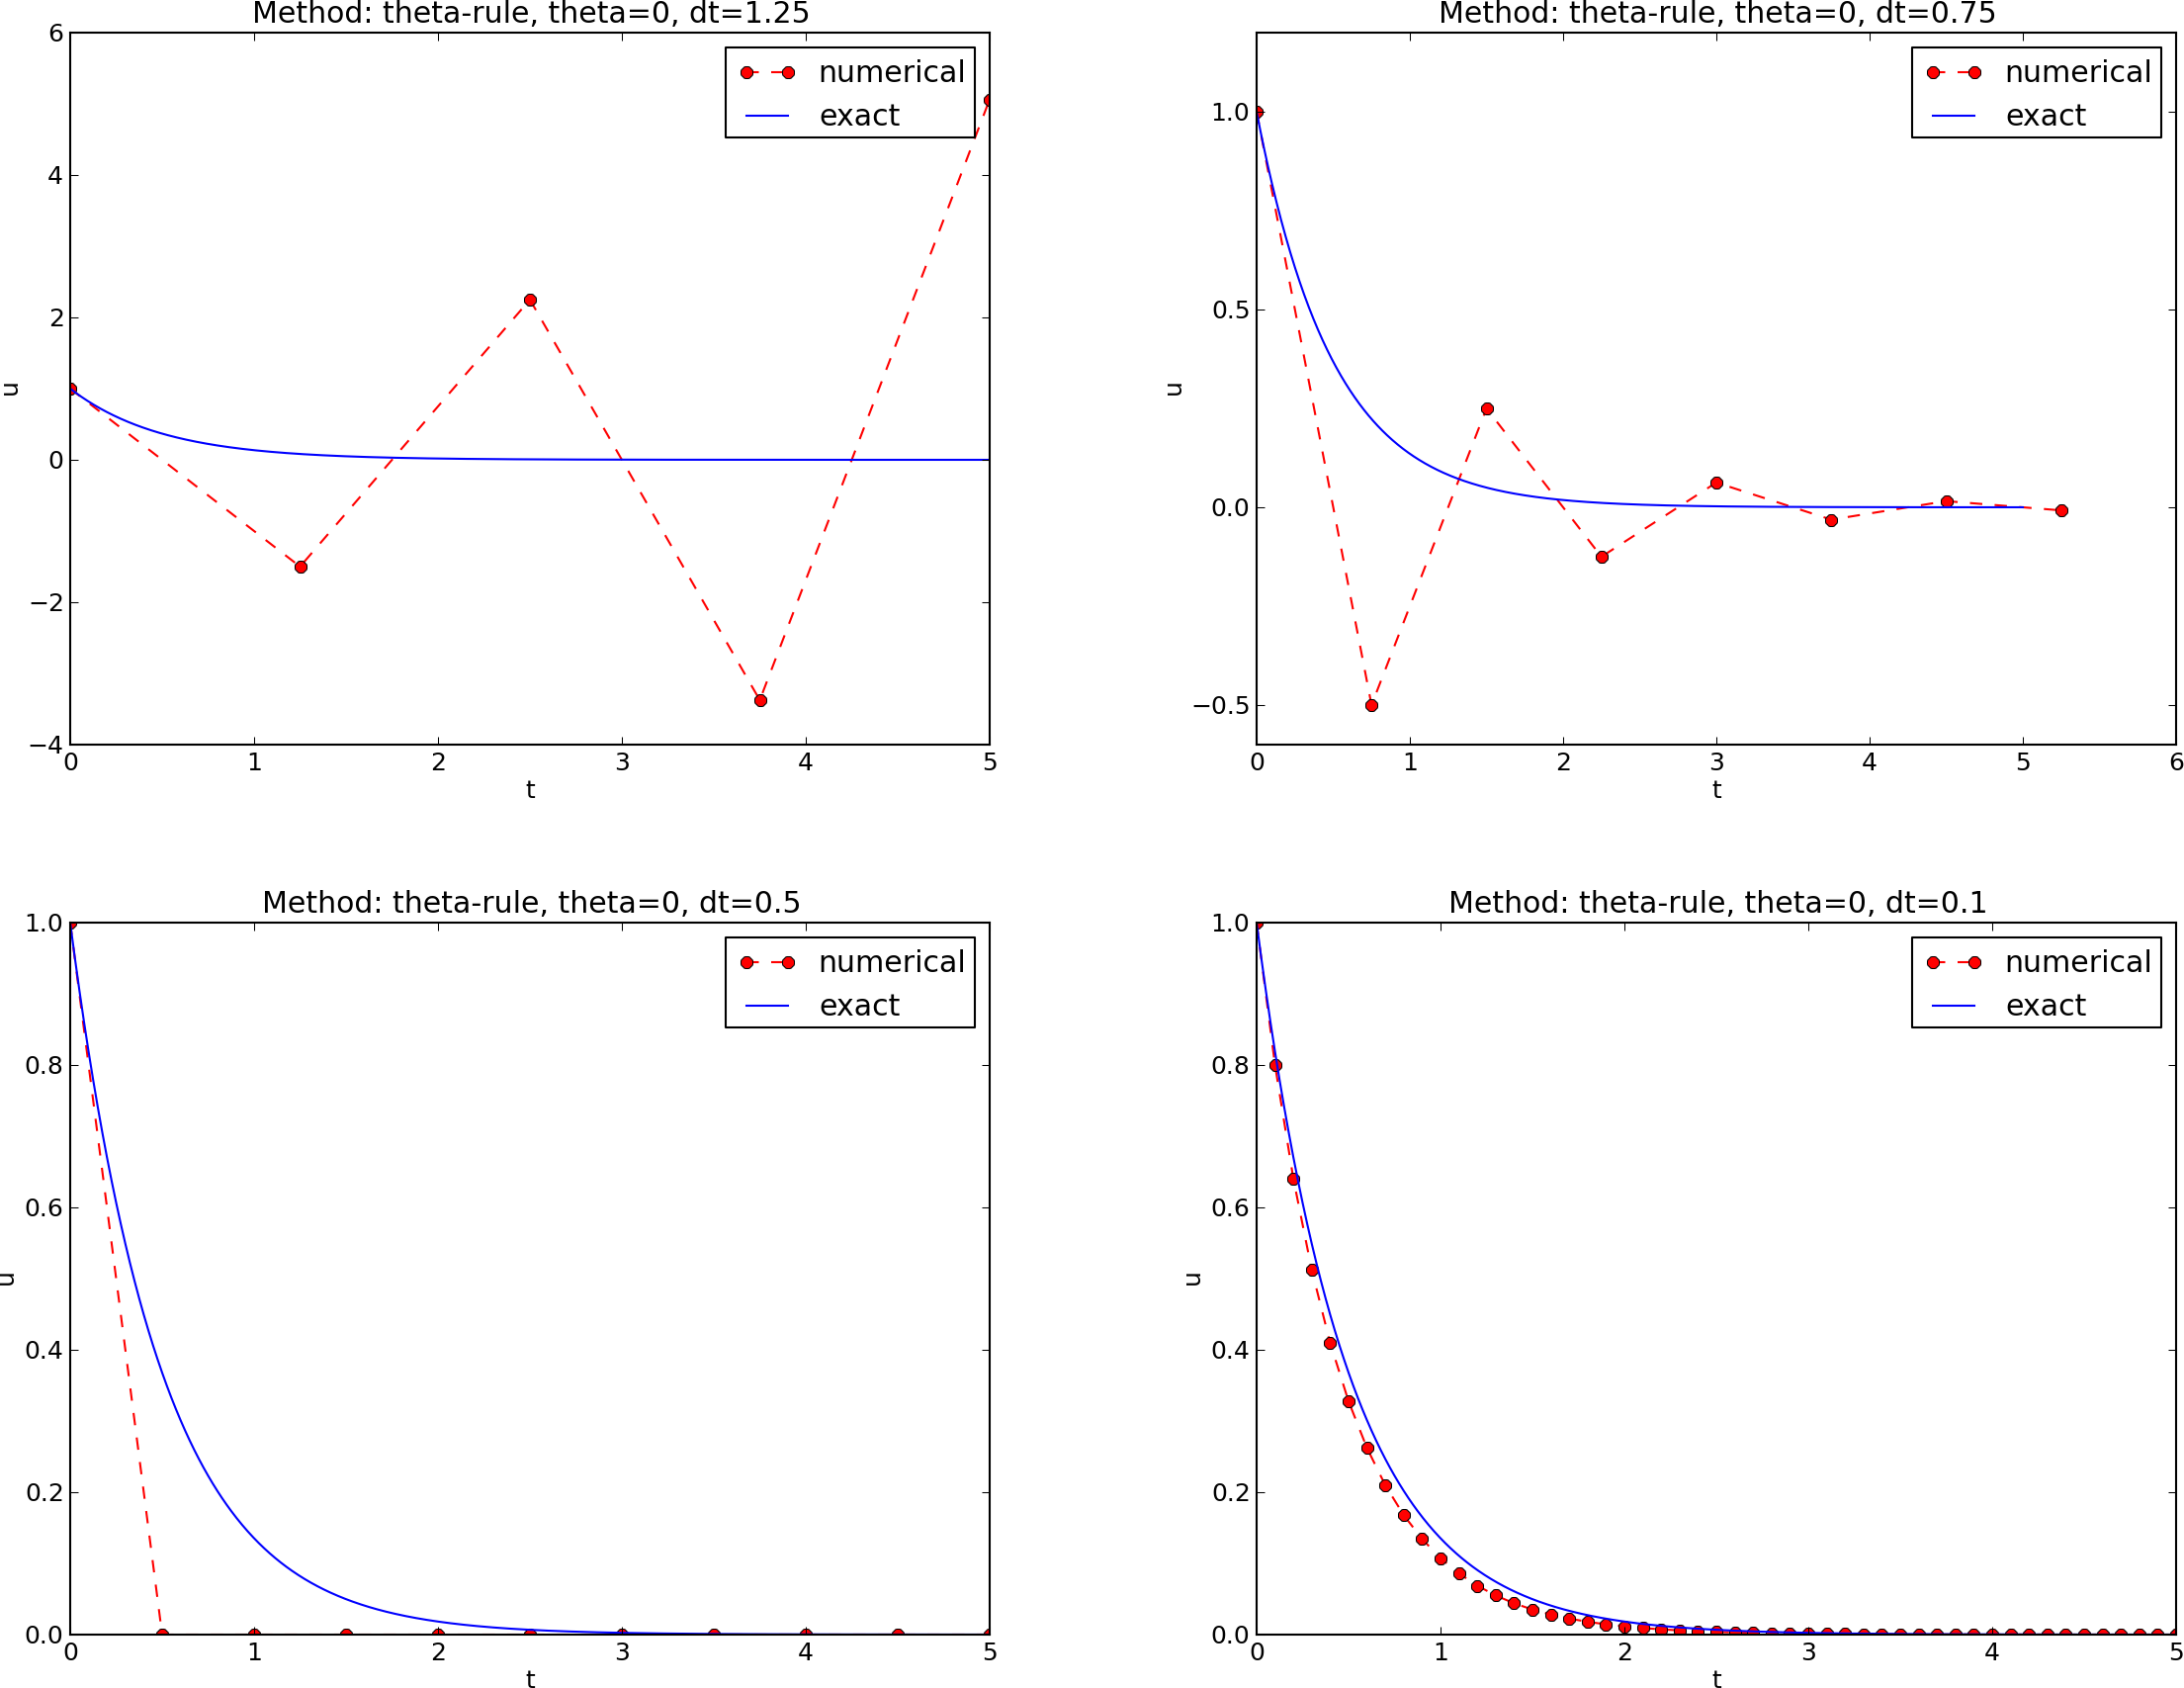 Method: theta-rule, theta=0, dt=1.25
6
4
2
0
−2
−4
u
numerical
exact
0 1 2 3 4 5
t
Method: theta-rule, theta=0, dt=0.75
1.0
0.5
0.0
−0.5
u
numerical
exact
0 1 2 3 4 5 6
t
Method: theta-rule, theta=0, dt=0.5
1.0
0.8
0.6
0.4
0.2
0.0
u
numerical
exact
0 1 2 3 4 5
t
Method: theta-rule, theta=0, dt=0.1
1.0
0.8
0.6
0.4
0.2
0.0
u
numerical
exact
0 1 2 3 4 5
t